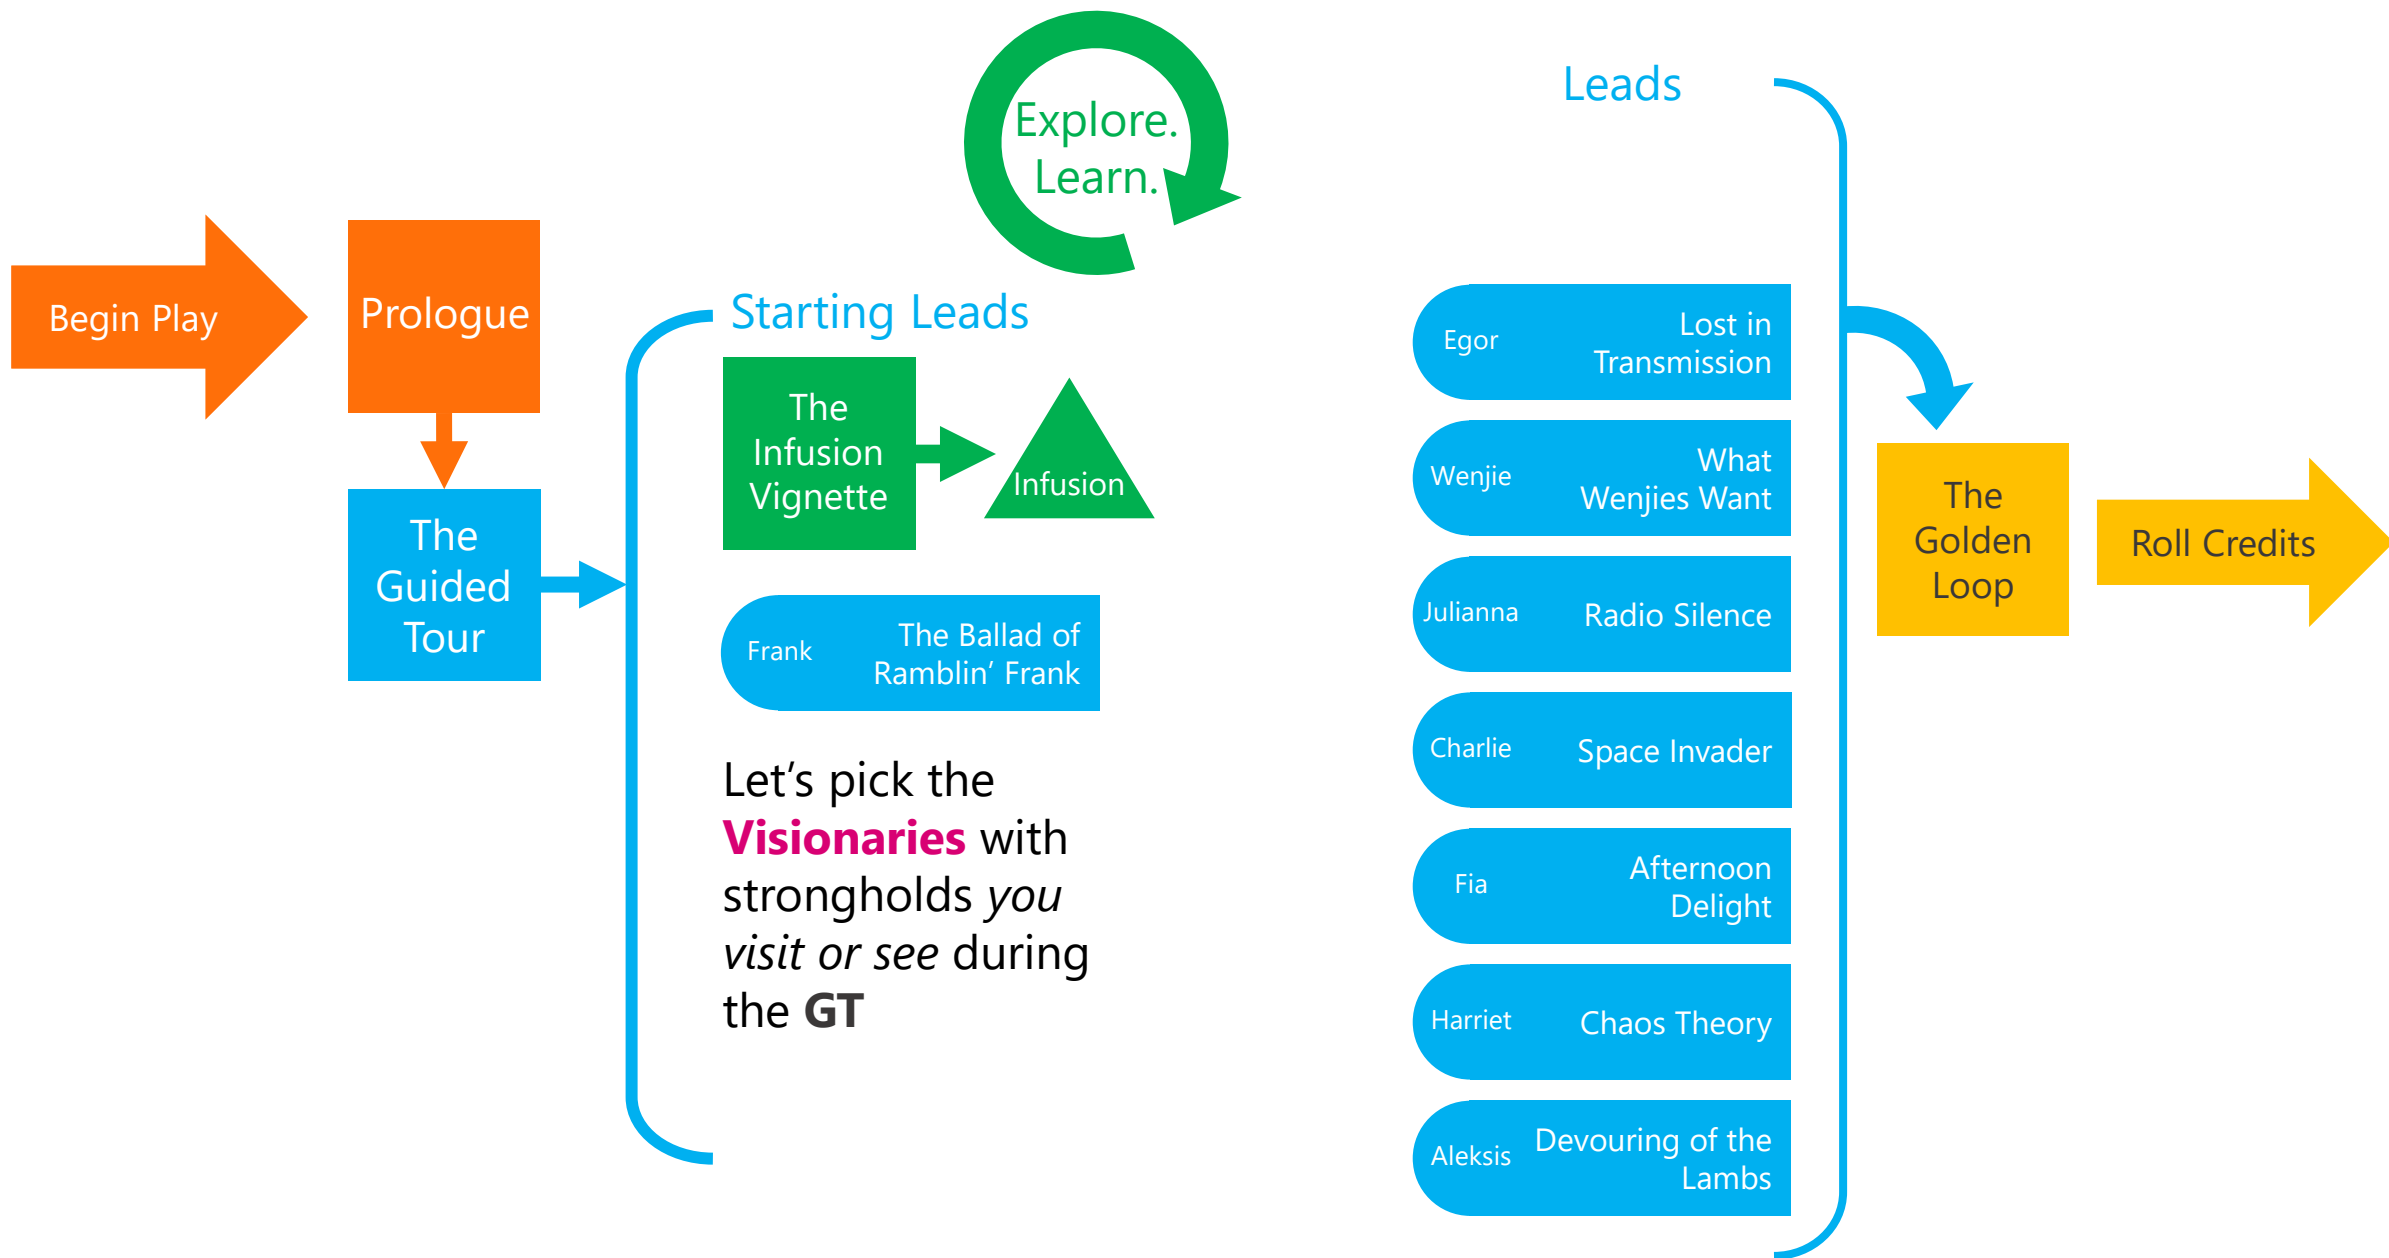 Begin Play
Prologue
The
Guided
Tour
Explore.
Learn.
Starting Leads
The
Infusion
Vignette
Infusion
Frank
The Ballad of
Ramblin’ Frank
Let’s pick the
Visionaries with
strongholds you
visit or see during
the GT
Leads
Egor
Lost in
Transmission
Wenjie
What
Wenjies Want
Julianna
Radio Silence
Charlie
Space Invader
Fia
Afternoon
Delight
Harriet
Chaos Theory
Aleksis
Devouring of the
Lambs
The
Golden
Loop
Roll Credits